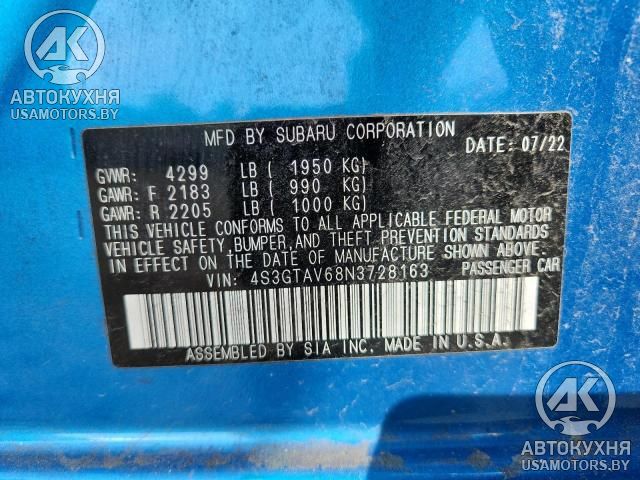 AK
АВТОКУХНЯ
USAMOTORS.BY
MFD BY SUBARU CORPORATION DATE: 07/22
GVWR: 4299 LB ( 1950 KG)
GAWR: F 2183 LB ( 990 KG)
GAWR: R 2205 LB ( 1000 KG)
THIS VEHICLE CONFORMS TO ALL APPLICABLE FEDERAL MOTOR
VEHICLE SAFETY, BUMPER, AND THEFT PREVENTION STANDARDS
IN EFFECT ON THE DATE OF MANUFACTURE SHOWN ABOVE.
VIN: 4S3GTAV68N3728163 PASSENGER CAR
ASSEMBLED BY SIA INC. MADE IN U.S.A.
AK
АВТОКУХНЯ
USAMOTORS.BY